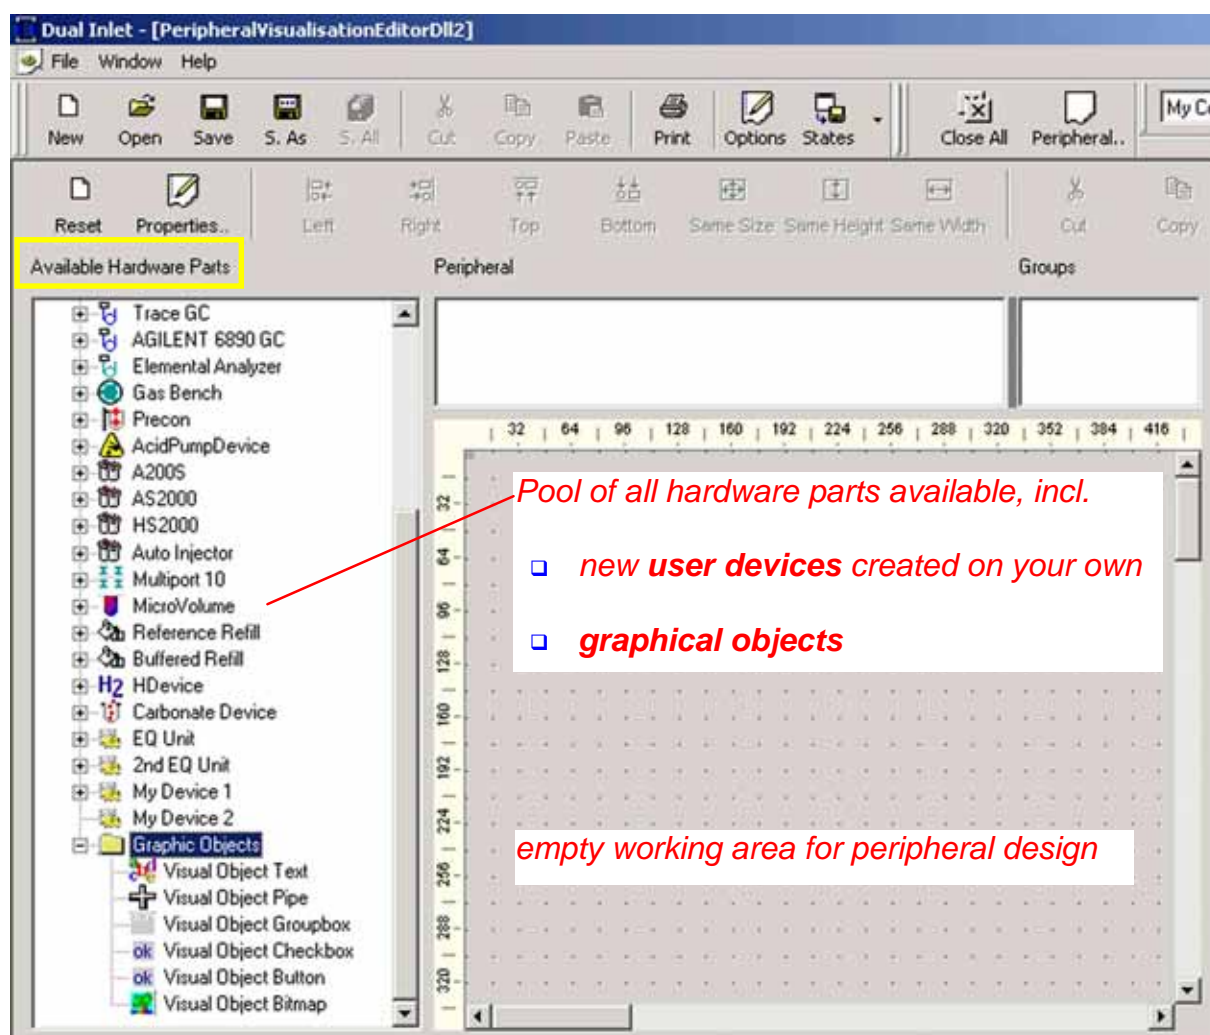 Dual Inlet - [PeripheralVisualisationEditorDll2]
File Window Help
New Open Save S. As S. All Cut Copy Paste Print Options States Close All Peripheral.. My Co
Reset Properties.. Left Right Top Bottom Same Size Same Height Same Width Cut Copy
Available Hardware Parts Peripheral Groups
Trace GC
AGILENT 6890 GC
Elemental Analyzer
Gas Bench
Precon
AcidPumpDevice
A200S
AS2000
HS2000
Auto Injector
Multiport 10
MicroVolume
Reference Refill
Buffered Refill
H2 HDevice
Carbonate Device
EQ Unit
2nd EQ Unit
My Device 1
My Device 2
Graphic Objects
Visual Object Text
Visual Object Pipe
Visual Object Groupbox
ok Visual Object Checkbox
ok Visual Object Button
Visual Object Bitmap
32 64 96 128 160 192 224 256 288 320 352 384 416
32
64
96
128
160
192
224
256
288
320
Pool of all hardware parts available, incl.
new user devices created on your own
graphical objects
empty working area for peripheral design